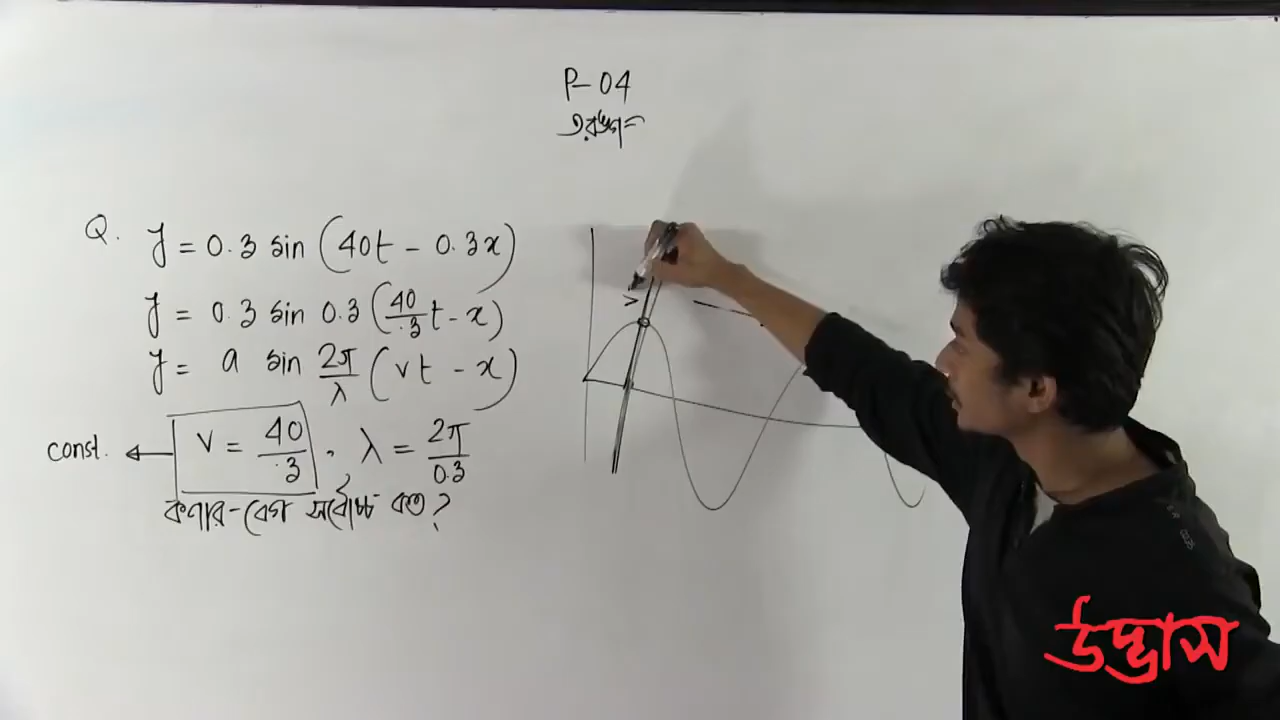 P-04
তরঙ্গ
Q. y = 0.3 sin (40t - 0.3x)
y = 0.3 sin 0.3 (40/.3 t - x)
y = a sin 2π/λ (vt - x)
const. ← v = 40/.3 , λ = 2π/0.3
কণার-বেগ সর্বোচ্চ কত?
উদ্ভাস